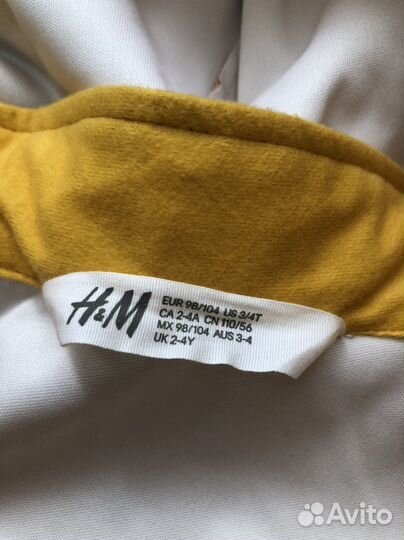 H&M
EUR 98/104 US 3/4T
CA 2-4A CN 110/56
MX 98/104 AUS 3-4
UK 2-4Y
Avito